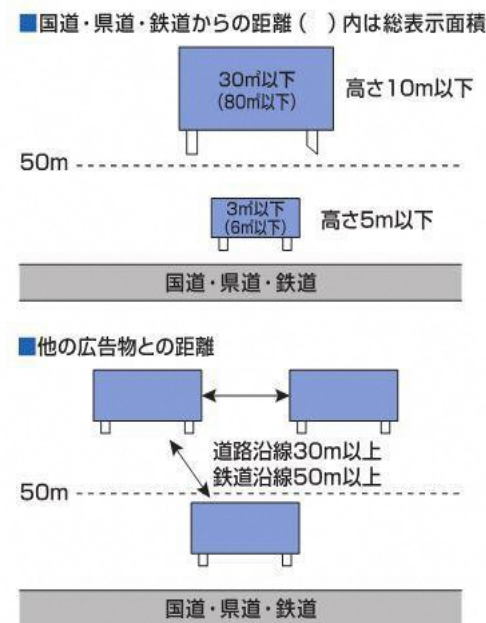 ■国道・県道・鉄道からの距離(　)内は総表示面積
30㎡以下
(80㎡以下)
高さ10m以下
50m
3㎡以下
(6㎡以下)
高さ5m以下
国道・県道・鉄道
■他の広告物との距離
道路沿線30m以上
鉄道沿線50m以上
50m
国道・県道・鉄道